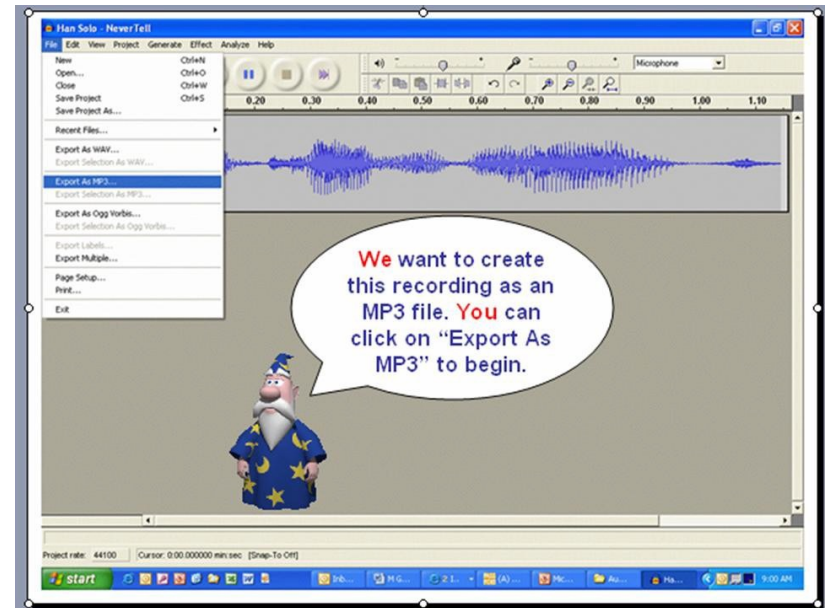 Han Solo - NeverTell
File Edit View Project Generate Effect Analyze Help
New Ctrl+N
Open... Ctrl+O
Close Ctrl+W
Save Project Ctrl+S
Save Project As...
Recent Files...
Export As WAV...
Export Selection As WAV...
Export As MP3...
Export Selection As MP3...
Export As Ogg Vorbis...
Export Selection As Ogg Vorbis...
Export Labels...
Export Multiple...
Page Setup...
Print...
Exit
Microphone
0.20 0.30 0.40 0.50 0.60 0.70 0.80 0.90 1.00 1.10
We want to create
this recording as an
MP3 file. You can
click on “Export As
MP3” to begin.
Project rate: 44100 Cursor: 0:00.000000 min:sec [Snap-To Off]
start Inb... M G... 2 I... (A) ... Mc... Au... Ha... 9:00 AM